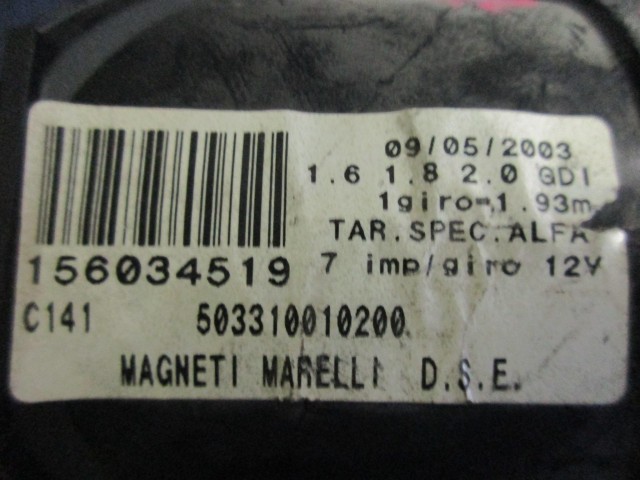 09/05/2003
1.6 1.8 2.0 GDI
1giro=1.93m
TAR.SPEC.ALFA
156034519 7 imp/giro 12V
C141 503310010200
MAGNETI MARELLI D.S.E.